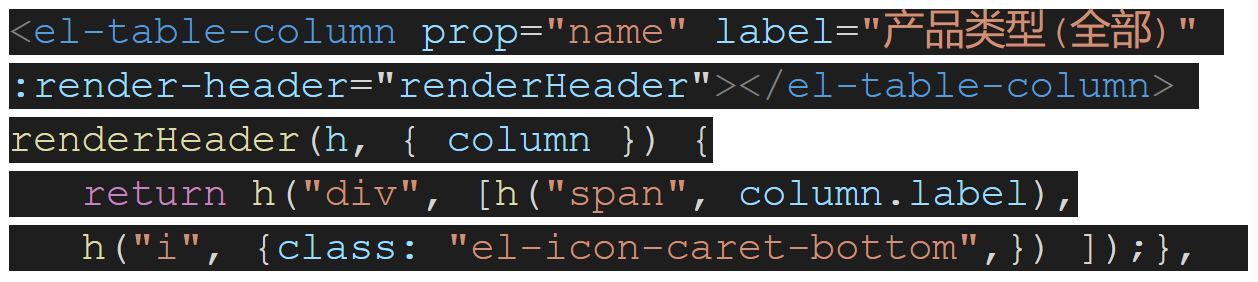 <el-table-column prop="name" label="产品类型(全部)"
:render-header="renderHeader"></el-table-column>
renderHeader(h, { column }) {
return h("div", [h("span", column.label),
h("i", {class: "el-icon-caret-bottom",}) ]);},